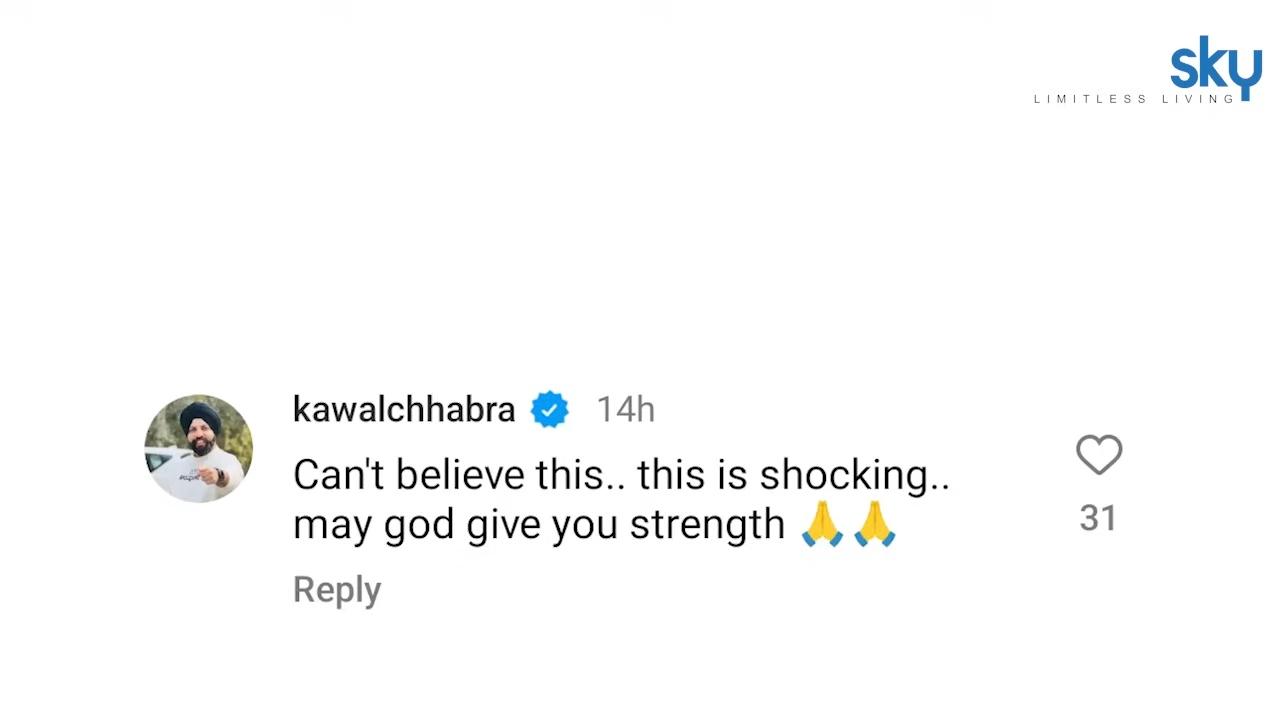 sky
LIMITLESS LIVING
kawalchhabra 14h
Can't believe this.. this is shocking..
may god give you strength 🙏🙏
31
Reply